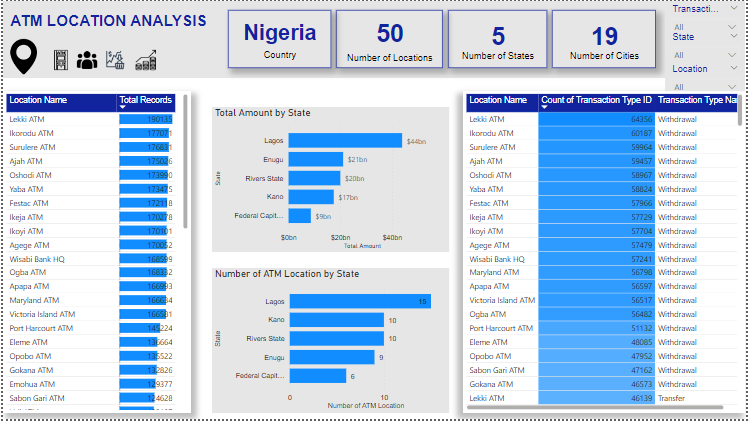 ATM LOCATION ANALYSIS
Nigeria
Country
50
Number of Locations
5
Number of States
19
Number of Cities
Transacti...
All
State
All
Location
All
Location Name Total Records
Lekki ATM 190135
Ikorodu ATM 177071
Surulere ATM 176831
Ajah ATM 175026
Oshodi ATM 173990
Yaba ATM 173475
Festac ATM 172118
Ikeja ATM 170278
Ikoyi ATM 170101
Agege ATM 170052
Wisabi Bank HQ 168599
Ogba ATM 168332
Apapa ATM 166993
Maryland ATM 166634
Victoria Island ATM 166581
Port Harcourt ATM 145224
Eleme ATM 136664
Opobo ATM 135522
Gokana ATM 132826
Emohua ATM 129377
Sabon Gari ATM 124628
Total Amount by State
State
Lagos $44bn
Enugu $21bn
Rivers State $20bn
Kano $17bn
Federal Capit... $9bn
$0bn $20bn $40bn
Total Amount
Number of ATM Location by State
State
Lagos 15
Kano 10
Rivers State 10
Enugu 9
Federal Capit... 6
0 10
Number of ATM Location
Location Name Count of Transaction Type ID Transaction Type Nar
Lekki ATM 64356 Withdrawal
Ikorodu ATM 60187 Withdrawal
Surulere ATM 59964 Withdrawal
Ajah ATM 59457 Withdrawal
Oshodi ATM 58967 Withdrawal
Yaba ATM 58824 Withdrawal
Festac ATM 57966 Withdrawal
Ikeja ATM 57729 Withdrawal
Ikoyi ATM 57704 Withdrawal
Agege ATM 57479 Withdrawal
Wisabi Bank HQ 57241 Withdrawal
Maryland ATM 56798 Withdrawal
Apapa ATM 56597 Withdrawal
Victoria Island ATM 56517 Withdrawal
Ogba ATM 56482 Withdrawal
Port Harcourt ATM 51132 Withdrawal
Eleme ATM 48085 Withdrawal
Opobo ATM 47952 Withdrawal
Sabon Gari ATM 47162 Withdrawal
Gokana ATM 46573 Withdrawal
Lekki ATM 46139 Transfer